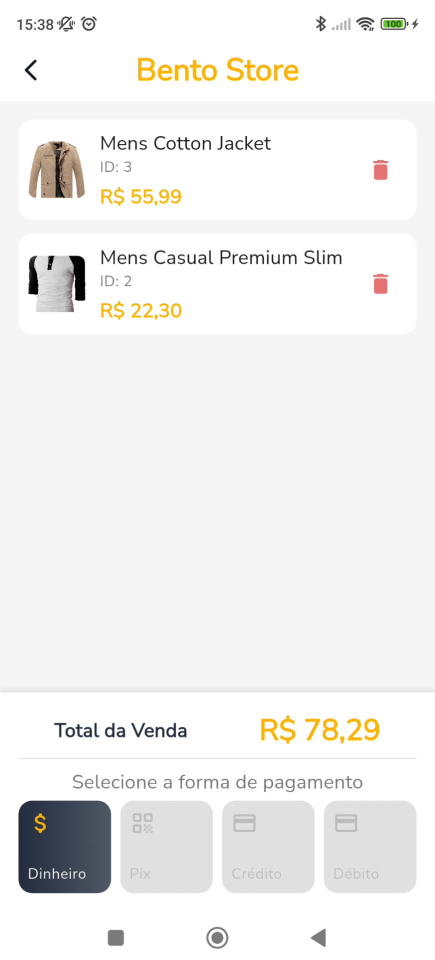 15:38
100
Bento Store
Mens Cotton Jacket
ID: 3
R$ 55,99
Mens Casual Premium Slim
ID: 2
R$ 22,30
Total da Venda R$ 78,29
Selecione a forma de pagamento
$
Dinheiro Pix Crédito Débito